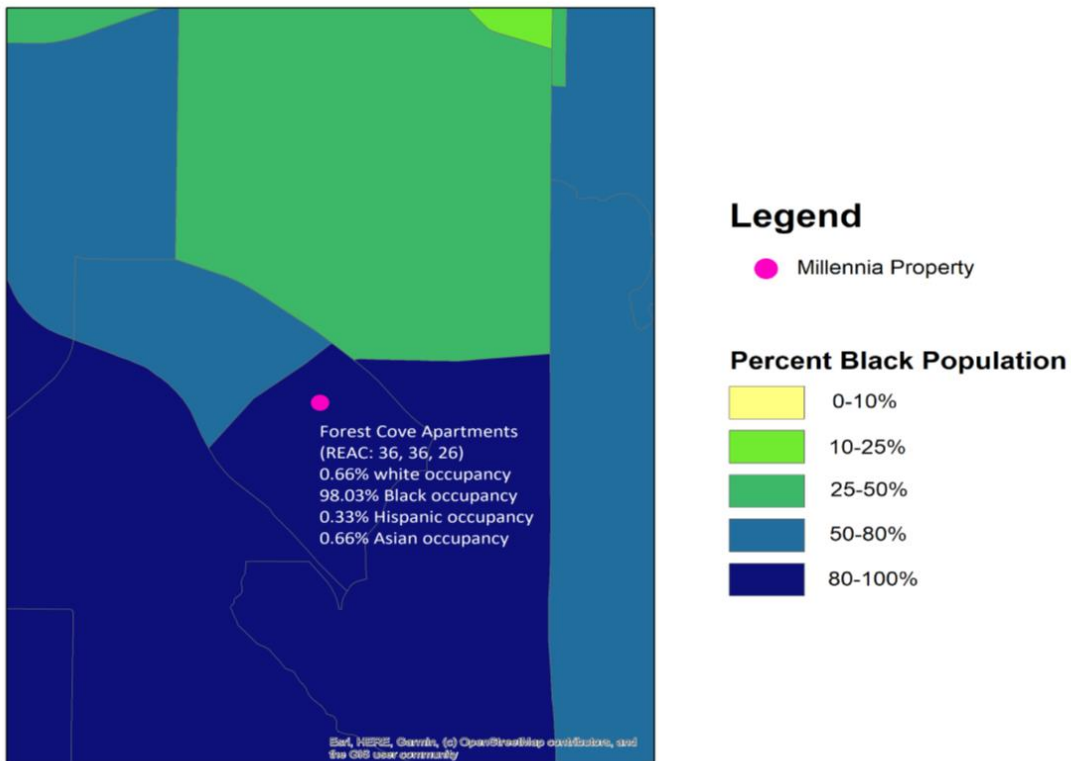 Forest Cove Apartments
(REAC: 36, 36, 26)
0.66% white occupancy
98.03% Black occupancy
0.33% Hispanic occupancy
0.66% Asian occupancy
Esri, HERE, Garmin, (c) OpenStreetMap contributors, and
the GIS user community
Legend
Millennia Property
Percent Black Population
0-10%
10-25%
25-50%
50-80%
80-100%